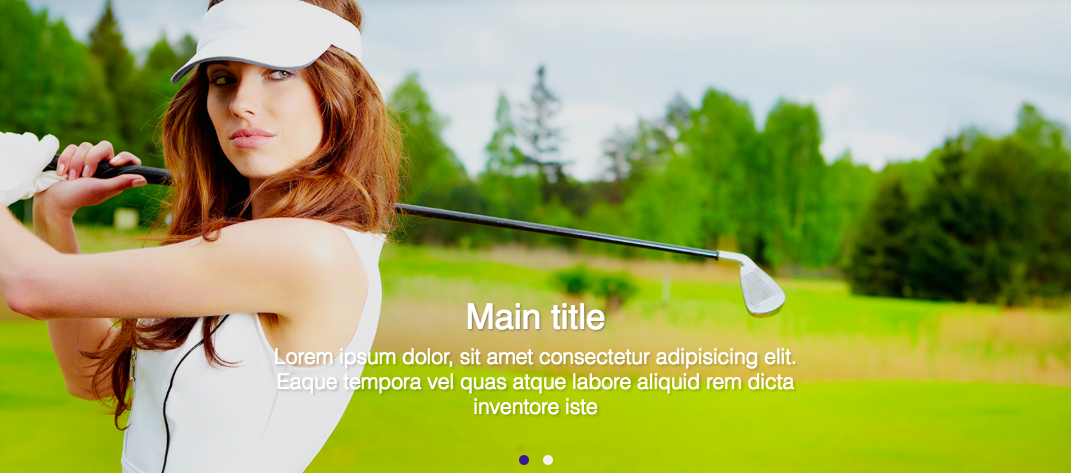 Main title
Lorem ipsum dolor, sit amet consectetur adipisicing elit.
Eaque tempora vel quas atque labore aliquid rem dicta
inventore iste